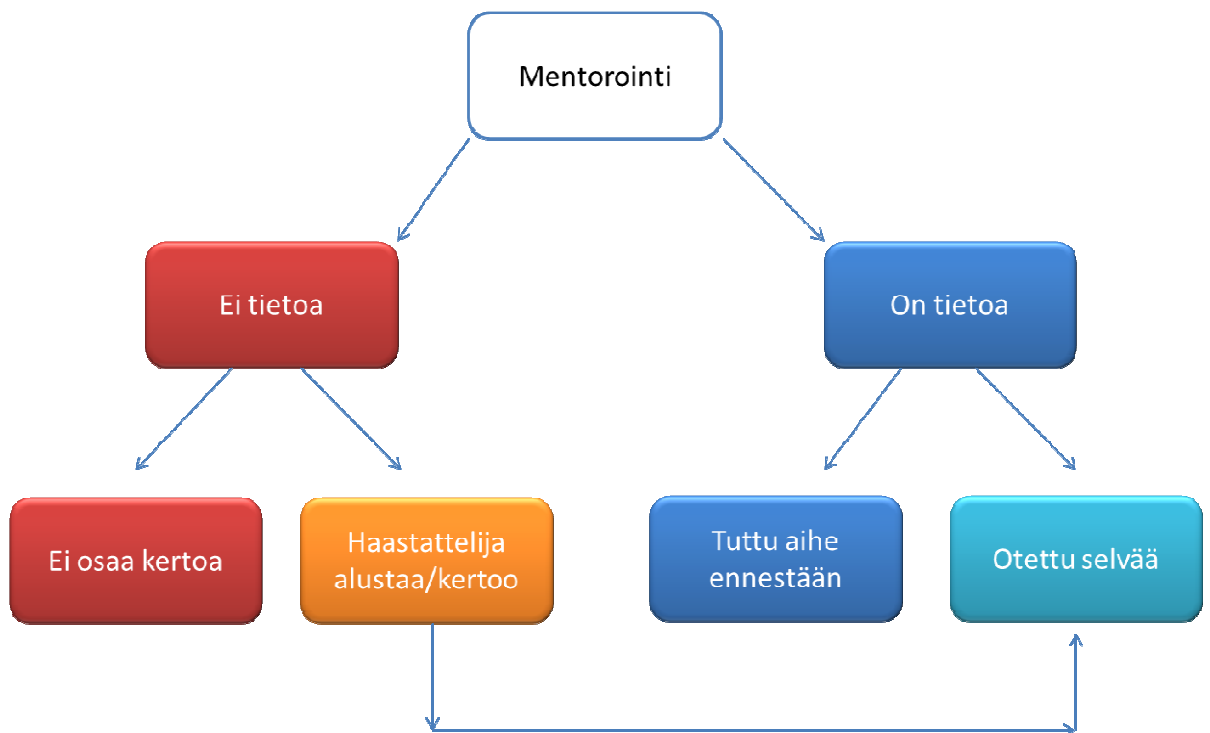 Mentorointi
Ei tietoa
On tietoa
Ei osaa kertoa
Haastattelija
alustaa/kertoo
Tuttu aihe
ennestään
Otettu selvää